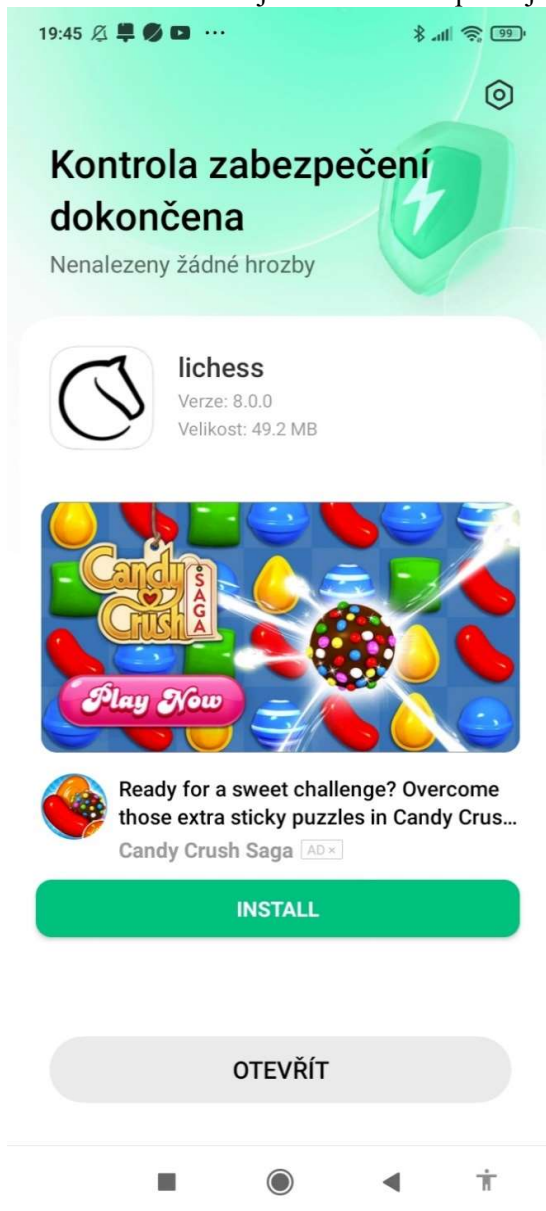 19:45 ... 99
Kontrola zabezpečení
dokončena
Nenalezeny žádné hrozby
lichess
Verze: 8.0.0
Velikost: 49.2 MB
Candy
Crush
SAGA
Play Now
Ready for a sweet challenge? Overcome
those extra sticky puzzles in Candy Crus...
Candy Crush Saga AD ×
INSTALL
OTEVŘÍT